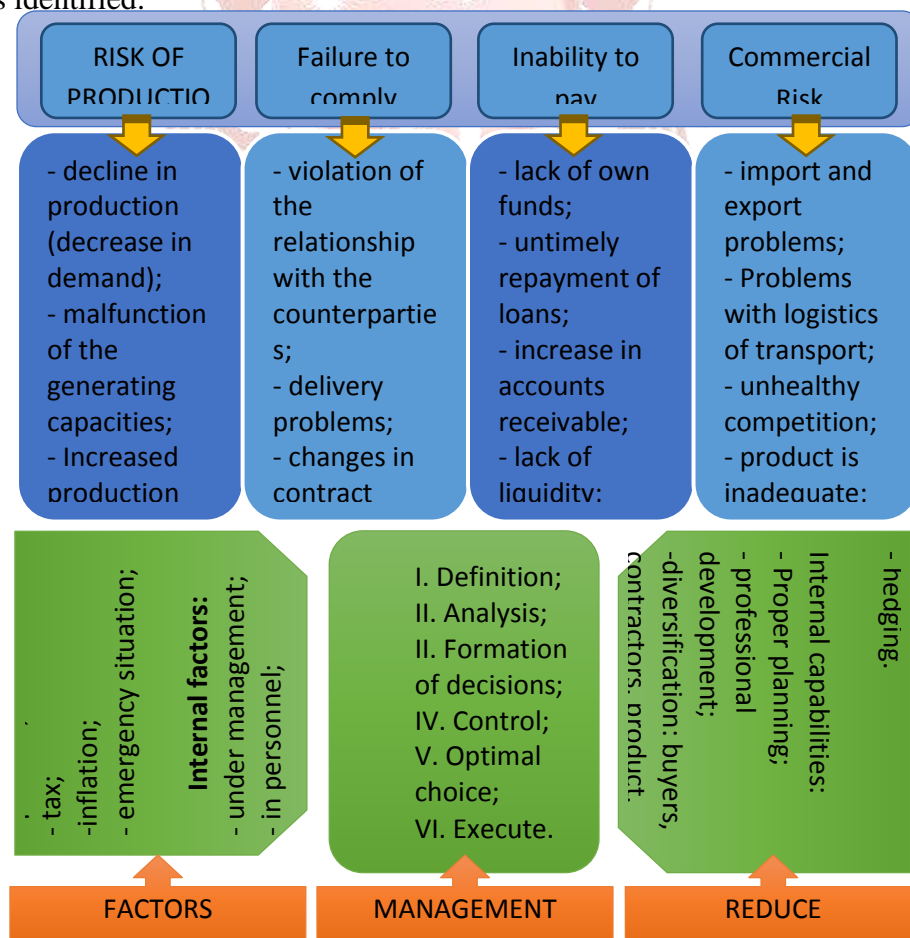 s identified.
RISK OF
PRODUCTIO
Failure to
comply
Inability to
pay
Commercial
Risk
- decline in
production
(decrease in
demand);
- malfunction
of the
generating
capacities;
- Increased
production
- violation of
the
relationship
with the
counterpartie
s;
- delivery
problems;
- changes in
contract
- lack of own
funds;
- untimely
repayment of
loans;
- increase in
accounts
receivable;
- lack of
liquidity;
- import and
export
problems;
- Problems
with logistics
of transport;
- unhealthy
competition;
- product is
inadequate;
- tax;
-inflation;
- emergency situation;
Internal factors:
- under management;
- in personnel;
I. Definition;
II. Analysis;
II. Formation
of decisions;
IV. Control;
V. Optimal
choice;
VI. Execute.
- hedging.
Internal capabilities:
- Proper planning;
- professional
development;
-diversification: buyers,
contractors, product.
FACTORS
MANAGEMENT
REDUCE